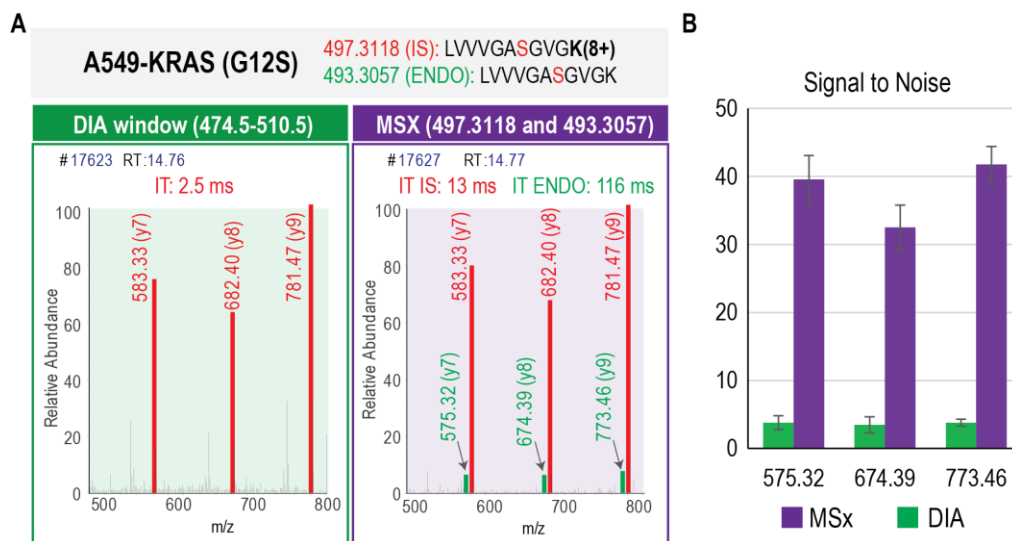 A
A549-KRAS (G12S)
497.3118 (IS): LVVVGASGVGK(8+)
493.3057 (ENDO): LVVVGASGVGK
DIA window (474.5-510.5)
#17623 RT:14.76
IT: 2.5 ms
Relative Abundance
100
80
60
40
20
0
583.33 (y7)
682.40 (y8)
781.47 (y9)
500 600 700 800
m/z
MSX (497.3118 and 493.3057)
#17627 RT:14.77
IT IS: 13 ms IT ENDO: 116 ms
Relative Abundance
100
80
60
40
20
0
583.33 (y7)
682.40 (y8)
781.47 (y9)
575.32 (y7)
674.39 (y8)
773.46 (y9)
500 600 700 800
m/z
B
Signal to Noise
50
40
30
20
10
0
575.32 674.39 773.46
MSx DIA